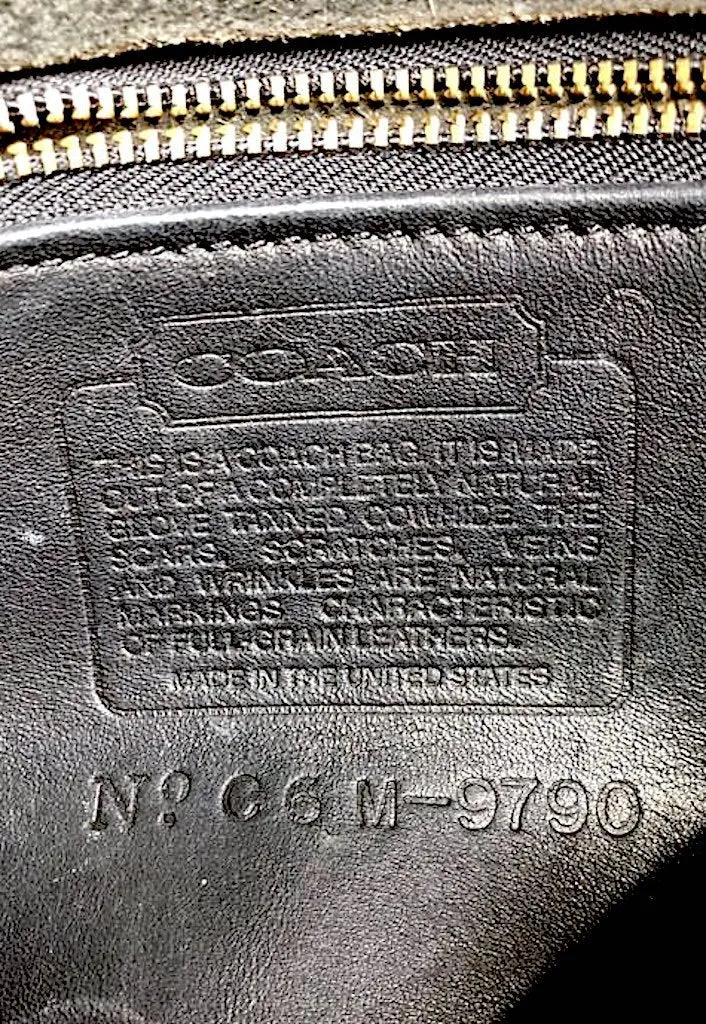 COACH
THIS IS A COACH BAG. IT IS MADE
OUT OF A COMPLETELY NATURAL
GLOVE TANNED COWHIDE. THE
SCARS, SCRATCHES, VEINS
AND WRINKLES ARE NATURAL
MARKINGS CHARACTERISTIC
OF FULL-GRAIN LEATHERS.
MADE IN THE UNITED STATES
Nº C6M-9790